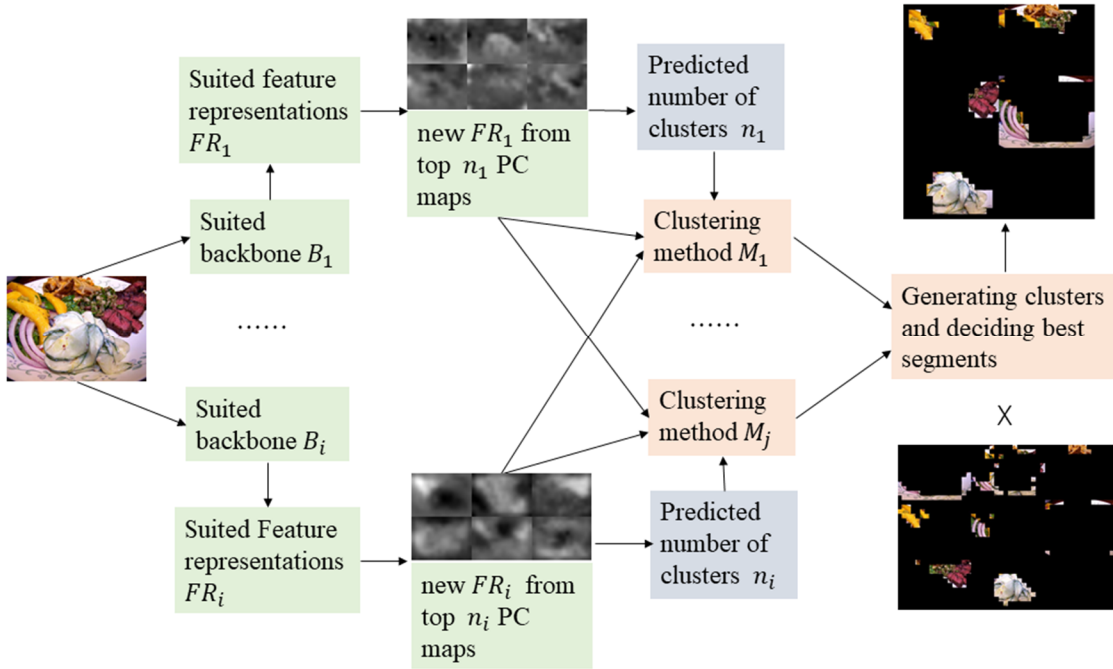 Suited feature
representations
FR₁
new FR₁ from
top n₁ PC
maps
Predicted
number of
clusters n₁
Suited
backbone B₁
Clustering
method M₁
......
......
Generating clusters
and deciding best
segments
X
Suited
backbone Bᵢ
Clustering
method Mⱼ
Suited Feature
representations
FRᵢ
new FRᵢ from
top nᵢ PC
maps
Predicted
number of
clusters nᵢ